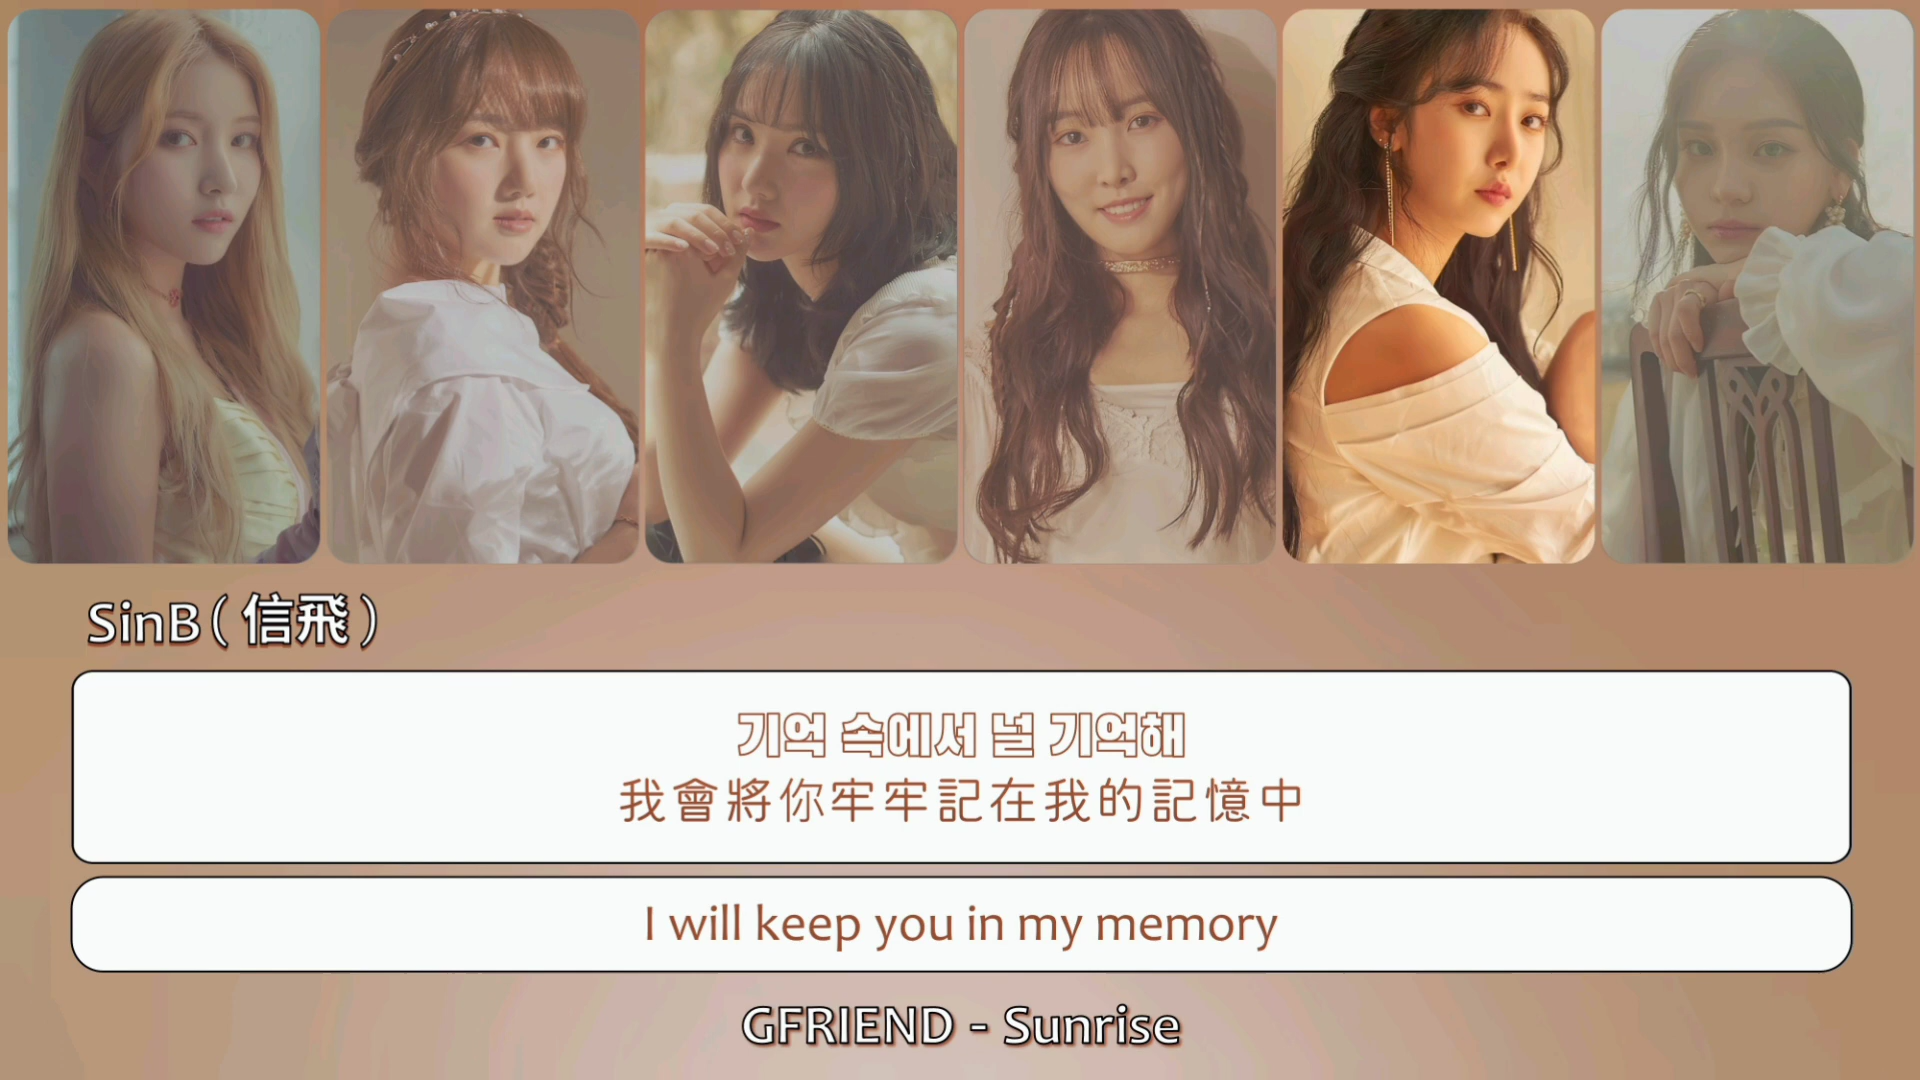 SinB ( 信飛 )
기억 속에서 널 기억해
我會將你牢牢記在我的記憶中
I will keep you in my memory
GFRIEND - Sunrise